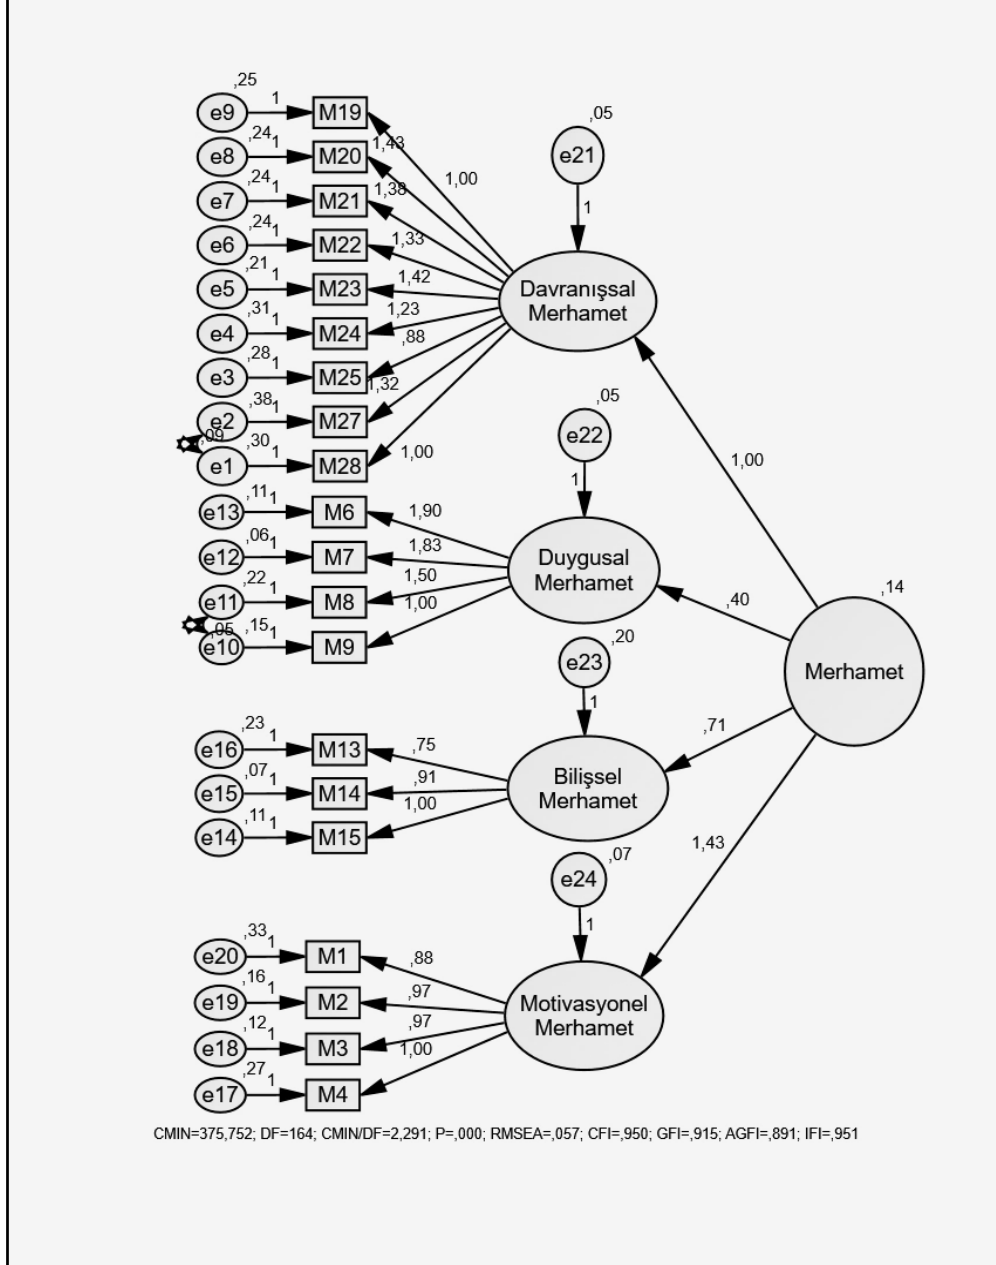 ,25
e9 1 M19
,24
e8 1 M20
1,43
,24
e7 1 M21
1,38
1,00
,24
e6 1 M22
1,33
,21
e5 1 M23
1,42
,31
e4 1 M24
1,23
,28
e3 1 M25
,88
,38
e2 1 M27
1,32
,09
,30
e1 1 M28
1,00
,05
e21
1
Davranışsal
Merhamet
,11
e13 1 M6
1,90
,06
e12 1 M7
1,83
,22
e11 1 M8
1,50
,05
,15
e10 1 M9
1,00
,05
e22
1
Duygusal
Merhamet
1,00
,40
,14
Merhamet
,71
1,43
,20
e23
1
Bilişsel
Merhamet
,23
e16 1 M13
,75
,07
e15 1 M14
,91
,11
e14 1 M15
1,00
,07
e24
1
Motivasyonel
Merhamet
,33
e20 1 M1
,88
,16
e19 1 M2
,97
,12
e18 1 M3
,97
,27
e17 1 M4
1,00
CMIN=375,752; DF=164; CMIN/DF=2,291; P=,000; RMSEA=,057; CFI=,950; GFI=,915; AGFI=,891; IFI=,951